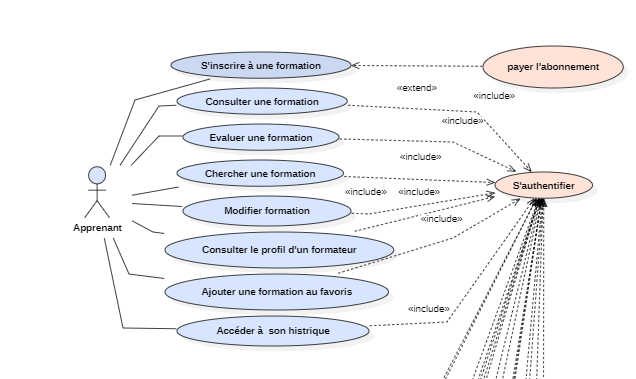 S'inscrire à une formation
payer l'abonnement
«extend»
«include»
Consulter une formation
«include»
Evaluer une formation
«include»
Chercher une formation
S'authentifier
«include»
«include»
Modifier formation
«include»
Apprenant
Consulter le profil d'un formateur
Ajouter une formation au favoris
«include»
Accéder à son histrique